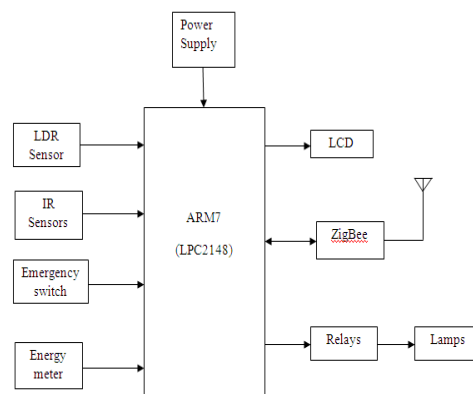 Power
Supply
LDR
Sensor
LCD
IR
Sensors
ARM7
(LPC2148)
ZigBee
Emergency
switch
Relays
Lamps
Energy
meter